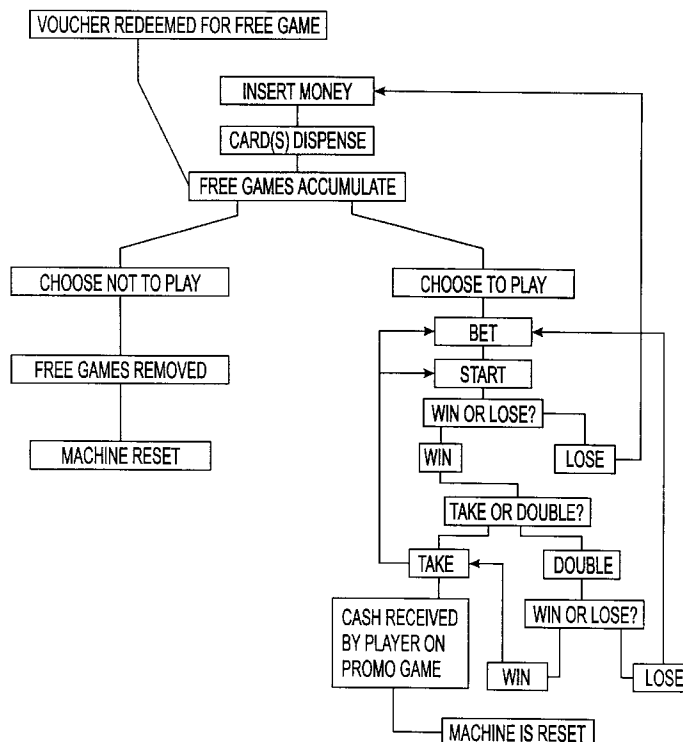 VOUCHER REDEEMED FOR FREE GAME
INSERT MONEY
CARD(S) DISPENSE
FREE GAMES ACCUMULATE
CHOOSE NOT TO PLAY
CHOOSE TO PLAY
BET
FREE GAMES REMOVED
START
WIN OR LOSE?
MACHINE RESET
WIN
LOSE
TAKE OR DOUBLE?
TAKE
DOUBLE
CASH RECEIVED
BY PLAYER ON
PROMO GAME
WIN OR LOSE?
WIN
LOSE
MACHINE IS RESET